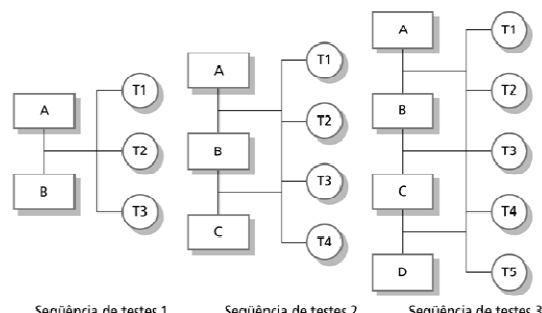 A
B
T1
T2
T3
Seqüência de testes 1
A
B
C
T1
T2
T3
T4
Seqüência de testes 2
A
B
C
D
T1
T2
T3
T4
T5
Seqüência de testes 3